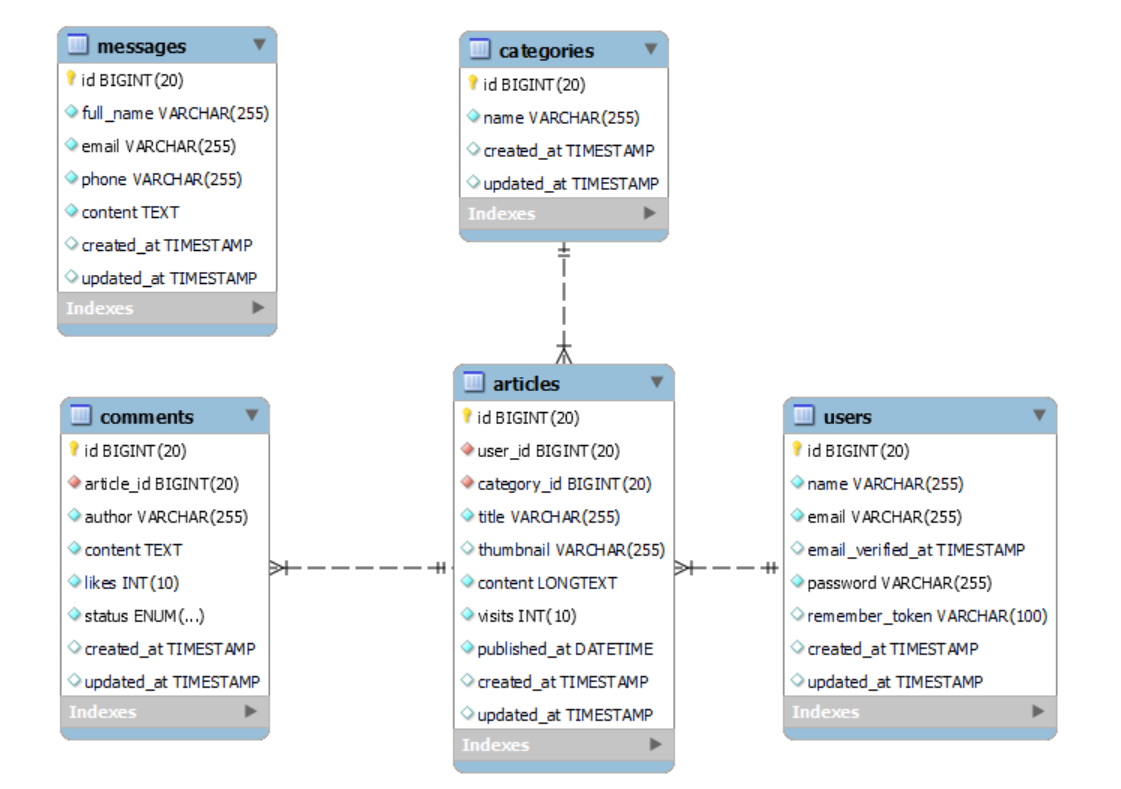 messages
id BIGINT(20)
full_name VARCHAR(255)
email VARCHAR(255)
phone VARCHAR(255)
content TEXT
created_at TIMESTAMP
updated_at TIMESTAMP
Indexes
categories
id BIGINT(20)
name VARCHAR(255)
created_at TIMESTAMP
updated_at TIMESTAMP
Indexes
comments
id BIGINT(20)
article_id BIGINT(20)
author VARCHAR(255)
content TEXT
likes INT(10)
status ENUM(...)
created_at TIMESTAMP
updated_at TIMESTAMP
Indexes
articles
id BIGINT(20)
user_id BIGINT(20)
category_id BIGINT(20)
title VARCHAR(255)
thumbnail VARCHAR(255)
content LONGTEXT
visits INT(10)
published_at DATETIME
created_at TIMESTAMP
updated_at TIMESTAMP
Indexes
users
id BIGINT(20)
name VARCHAR(255)
email VARCHAR(255)
email_verified_at TIMESTAMP
password VARCHAR(255)
remember_token VARCHAR(100)
created_at TIMESTAMP
updated_at TIMESTAMP
Indexes